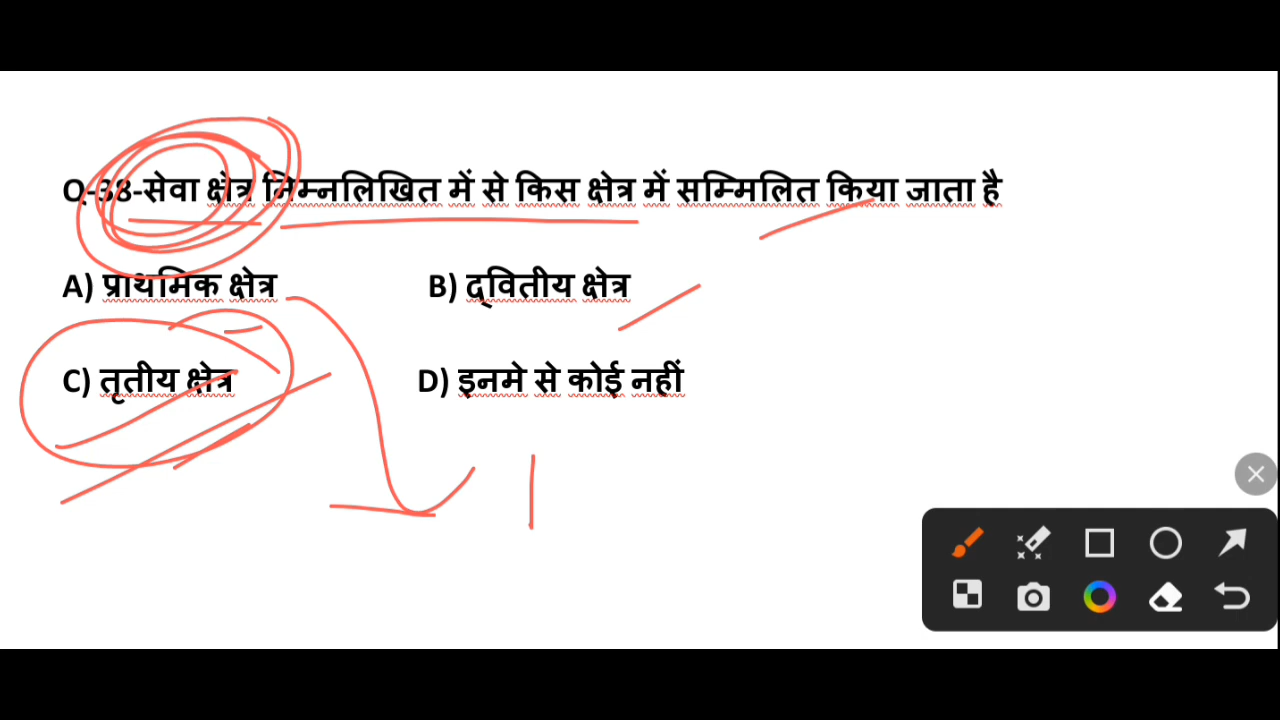 Q-38-सेवा क्षेत्र निम्नलिखित में से किस क्षेत्र में सम्मिलित किया जाता है
A) प्राथमिक क्षेत्र B) द्वितीय क्षेत्र
C) तृतीय क्षेत्र D) इनमे से कोई नहीं